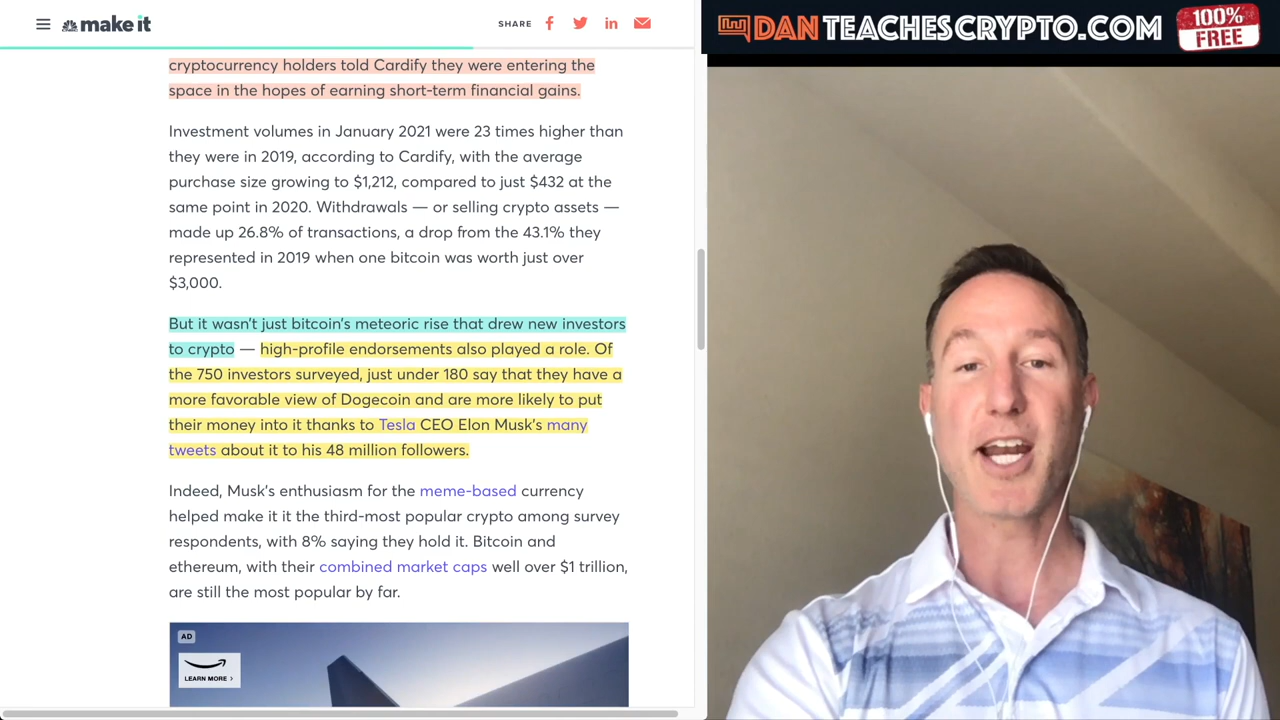 make it
SHARE
DANTEACHESCRYPTO.COM
100%
FREE
cryptocurrency holders told Cardify they were entering the
space in the hopes of earning short-term financial gains.
Investment volumes in January 2021 were 23 times higher than
they were in 2019, according to Cardify, with the average
purchase size growing to $1,212, compared to just $432 at the
same point in 2020. Withdrawals — or selling crypto assets —
made up 26.8% of transactions, a drop from the 43.1% they
represented in 2019 when one bitcoin was worth just over
$3,000.
But it wasn't just bitcoin's meteoric rise that drew new investors
to crypto — high-profile endorsements also played a role. Of
the 750 investors surveyed, just under 180 say that they have a
more favorable view of Dogecoin and are more likely to put
their money into it thanks to Tesla CEO Elon Musk's many
tweets about it to his 48 million followers.
Indeed, Musk's enthusiasm for the meme-based currency
helped make it it the third-most popular crypto among survey
respondents, with 8% saying they hold it. Bitcoin and
ethereum, with their combined market caps well over $1 trillion,
are still the most popular by far.
AD
LEARN MORE ›